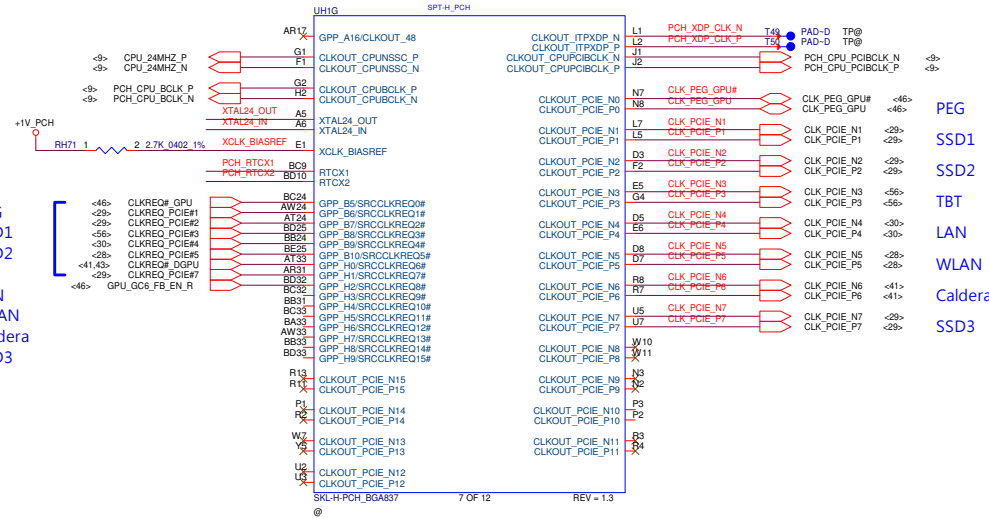 UH1G SPT-H_PCH
AR17 GPP_A16/CLKOUT_48
<9> CPU_24MHZ_P G1 CLKOUT_CPUNSSC_P
<9> CPU_24MHZ_N F1 CLKOUT_CPUNSSC_N
<9> PCH_CPU_BCLK_P G2 CLKOUT_CPUBCLK_P
<9> PCH_CPU_BCLK_N H2 CLKOUT_CPUBCLK_N
XTAL24_OUT A5 XTAL24_OUT
XTAL24_IN A6 XTAL24_IN
+1V_PCH
RH71 1 2 2.7K_0402_1% XCLK_BIASREF E1 XCLK_BIASREF
PCH_RTCX1 BC9 RTCX1
PCH_RTCX2 BD10 RTCX2
<46> CLKREQ#_GPU BC24 GPP_B5/SRCCLKREQ0#
<29> CLKREQ_PCIE#1 AW24 GPP_B6/SRCCLKREQ1#
<29> CLKREQ_PCIE#2 AT24 GPP_B7/SRCCLKREQ2#
<56> CLKREQ_PCIE#3 BD25 GPP_B8/SRCCLKREQ3#
<30> CLKREQ_PCIE#4 BB24 GPP_B9/SRCCLKREQ4#
<28> CLKREQ_PCIE#5 BE25 GPP_B10/SRCCLKREQ5#
<41,43> CLKREQ#_DGPU AT33 GPP_H0/SRCCLKREQ6#
<29> CLKREQ_PCIE#7 AR31 GPP_H1/SRCCLKREQ7#
<46> GPU_GC6_FB_EN_R BD32 GPP_H2/SRCCLKREQ8#
BC32 GPP_H3/SRCCLKREQ9#
BB31 GPP_H4/SRCCLKREQ10#
BC33 GPP_H5/SRCCLKREQ11#
BA33 GPP_H6/SRCCLKREQ12#
AW33 GPP_H7/SRCCLKREQ13#
BB33 GPP_H8/SRCCLKREQ14#
BD33 GPP_H9/SRCCLKREQ15#
R13 CLKOUT_PCIE_N15
R11 CLKOUT_PCIE_P15
P1 CLKOUT_PCIE_N14
R2 CLKOUT_PCIE_P14
W7 CLKOUT_PCIE_N13
Y5 CLKOUT_PCIE_P13
U2 CLKOUT_PCIE_N12
U3 CLKOUT_PCIE_P12
CLKOUT_ITPXDP_N L1 PCH_XDP_CLK_N T49 PAD~D TP@
CLKOUT_ITPXDP_P L2 PCH_XDP_CLK_P T50 PAD~D TP@
CLKOUT_CPUPCIBCLK_N J1 PCH_CPU_PCIBCLK_N <9>
CLKOUT_CPUPCIBCLK_P J2 PCH_CPU_PCIBCLK_P <9>
CLKOUT_PCIE_N0 N7 CLK_PEG_GPU# CLK_PEG_GPU# <46>
CLKOUT_PCIE_P0 N8 CLK_PEG_GPU CLK_PEG_GPU <46>
PEG
CLKOUT_PCIE_N1 L7 CLK_PCIE_N1 CLK_PCIE_N1 <29>
CLKOUT_PCIE_P1 L5 CLK_PCIE_P1 CLK_PCIE_P1 <29>
SSD1
CLKOUT_PCIE_N2 D3 CLK_PCIE_N2 CLK_PCIE_N2 <29>
CLKOUT_PCIE_P2 F2 CLK_PCIE_P2 CLK_PCIE_P2 <29>
SSD2
CLKOUT_PCIE_N3 E5 CLK_PCIE_N3 CLK_PCIE_N3 <56>
CLKOUT_PCIE_P3 G4 CLK_PCIE_P3 CLK_PCIE_P3 <56>
TBT
CLKOUT_PCIE_N4 D5 CLK_PCIE_N4 CLK_PCIE_N4 <30>
CLKOUT_PCIE_P4 E6 CLK_PCIE_P4 CLK_PCIE_P4 <30>
LAN
CLKOUT_PCIE_N5 D8 CLK_PCIE_N5 CLK_PCIE_N5 <28>
CLKOUT_PCIE_P5 D7 CLK_PCIE_P5 CLK_PCIE_P5 <28>
WLAN
CLKOUT_PCIE_N6 R8 CLK_PCIE_N6 CLK_PCIE_N6 <41>
CLKOUT_PCIE_P6 R7 CLK_PCIE_P6 CLK_PCIE_P6 <41>
Caldera
CLKOUT_PCIE_N7 U5 CLK_PCIE_N7 CLK_PCIE_N7 <29>
CLKOUT_PCIE_P7 U7 CLK_PCIE_P7 CLK_PCIE_P7 <29>
SSD3
CLKOUT_PCIE_N8 W10
CLKOUT_PCIE_P8 W11
CLKOUT_PCIE_N9 N3
CLKOUT_PCIE_P9 N2
CLKOUT_PCIE_N10 P3
CLKOUT_PCIE_P10 P2
CLKOUT_PCIE_N11 R3
CLKOUT_PCIE_P11 R4
SKL-H-PCH_BGA837 7 OF 12 REV = 1.3
@